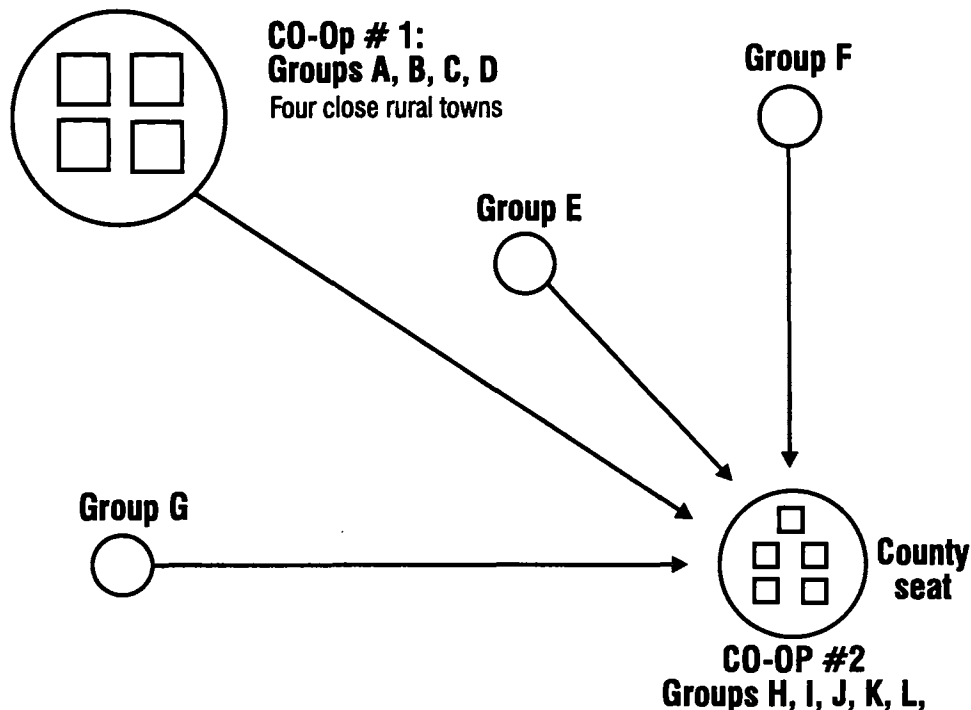 CO-Op # 1:
Groups A, B, C, D
Four close rural towns
Group F
Group E
Group G
County
seat
CO-OP #2
Groups H, I, J, K, L,